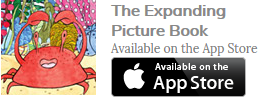 The Expanding
Picture Book
Available on the App Store
Available on the
App Store